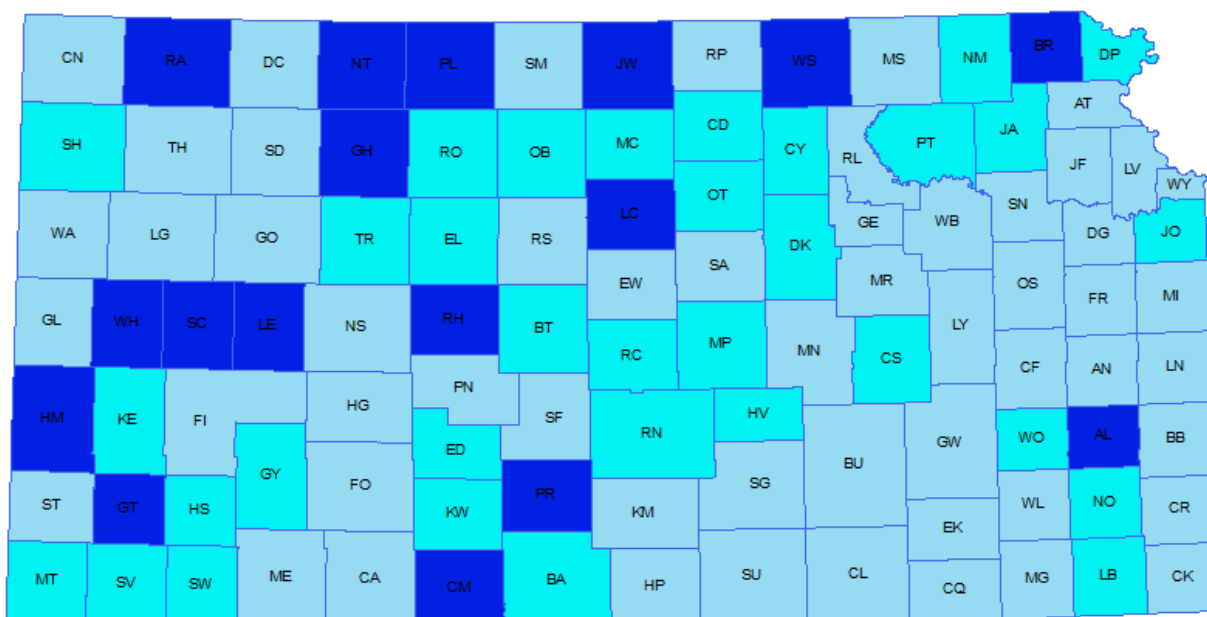 CN RA DC NT PL SM JW RP WS MS NM BR DP
SH TH SD GH RO OB MC CD CY RL PT JA AT
JF LV WY
WA LG GO TR EL RS LC OT DK GE WB SN DG JO
GL WH SC LE NS RH BT EW SA MR LY OS FR MI
RC MP MN CS CF AN LN
HM KE FI HG PN SF RN HV BU GW WO AL BB
GY ED
ST GT HS FO KW PR KM SG EK WL NO CR
MT SV SW ME CA CM BA HP SU CL CQ MG LB CK